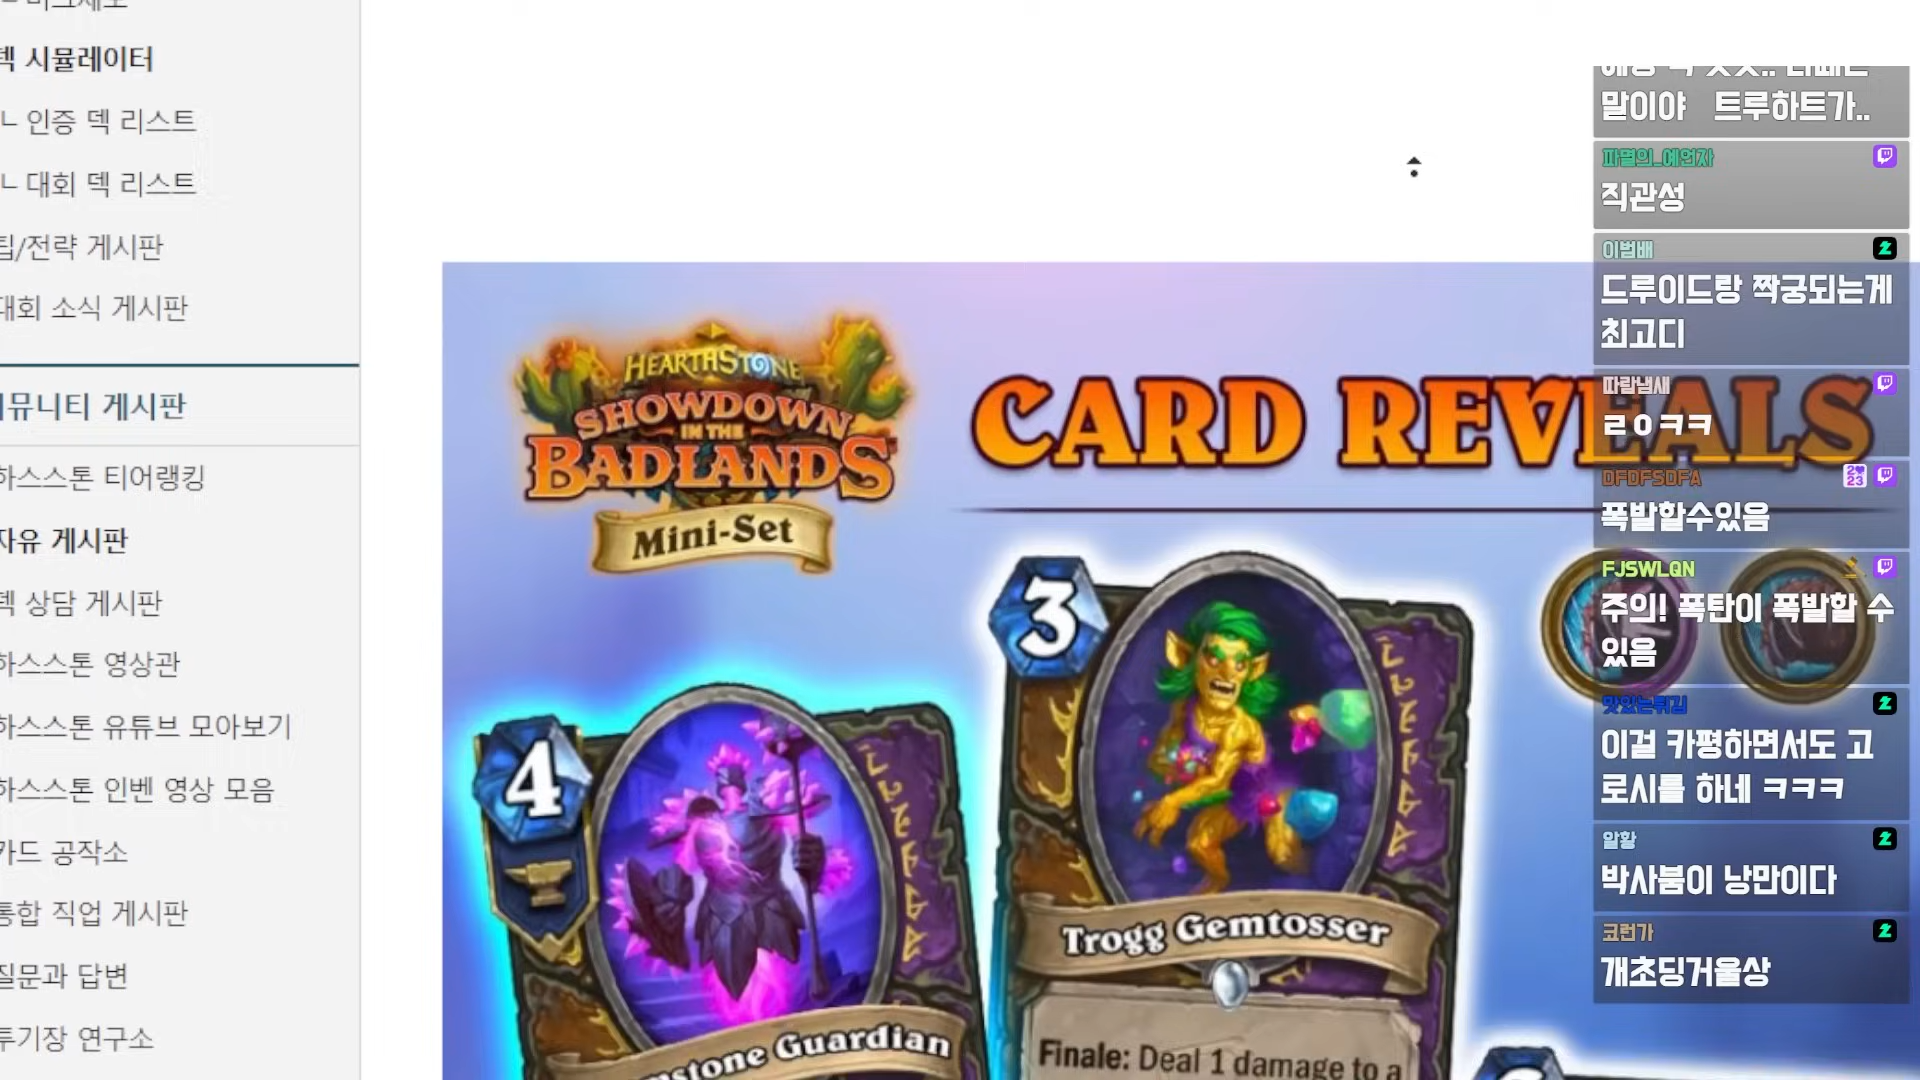 덱 시뮬레이터
ㄴ 인증 덱 리스트
ㄴ 대회 덱 리스트
팁/전략 게시판
대회 소식 게시판
커뮤니티 게시판
하스스톤 티어랭킹
자유 게시판
덱 상담 게시판
하스스톤 영상관
하스스톤 유튜브 모아보기
하스스톤 인벤 영상 모음
카드 공작소
통합 직업 게시판
질문과 답변
투기장 연구소
HEARTHSTONE
SHOWDOWN
IN THE
BADLANDS
Mini-Set
CARD REVEALS
4
stone Guardian
3
Trogg Gemtosser
Finale: Deal 1 damage to a
말이야 트루하트가..
파멸의_예언자
직관성
이범배
드루이드랑 짝궁되는게
최고디
따랄냄새
ㄹㅇㅋㅋ
DFDFSDFA
폭발할수있음
FJSWLQN
주의! 폭탄이 폭발할 수
있음
맛있는튀김
이걸 카평하면서도 고
로시를 하네 ㅋㅋㅋ
알황
박사붐이 낭만이다
코런가
개초딩거울상